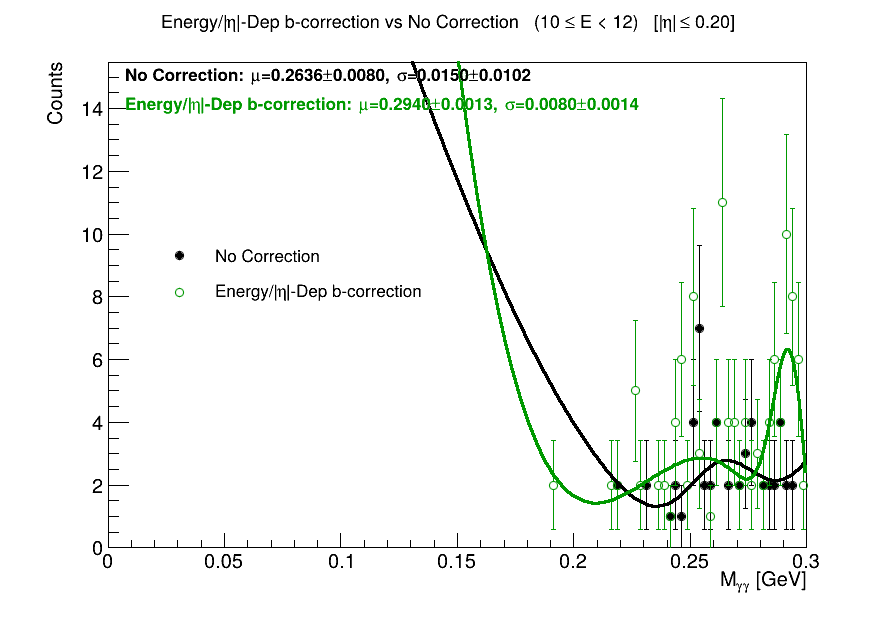 Energy/|η|-Dep b-correction vs No Correction (10 ≤ E < 12) [|η| ≤ 0.20]
Counts
No Correction: μ=0.2636±0.0080, σ=0.0150±0.0102
Energy/|η|-Dep b-correction: μ=0.2940±0.0013, σ=0.0080±0.0014
14
12
10
8
6
4
2
0
No Correction
Energy/|η|-Dep b-correction
0 0.05 0.1 0.15 0.2 0.25 0.3
Mγγ [GeV]